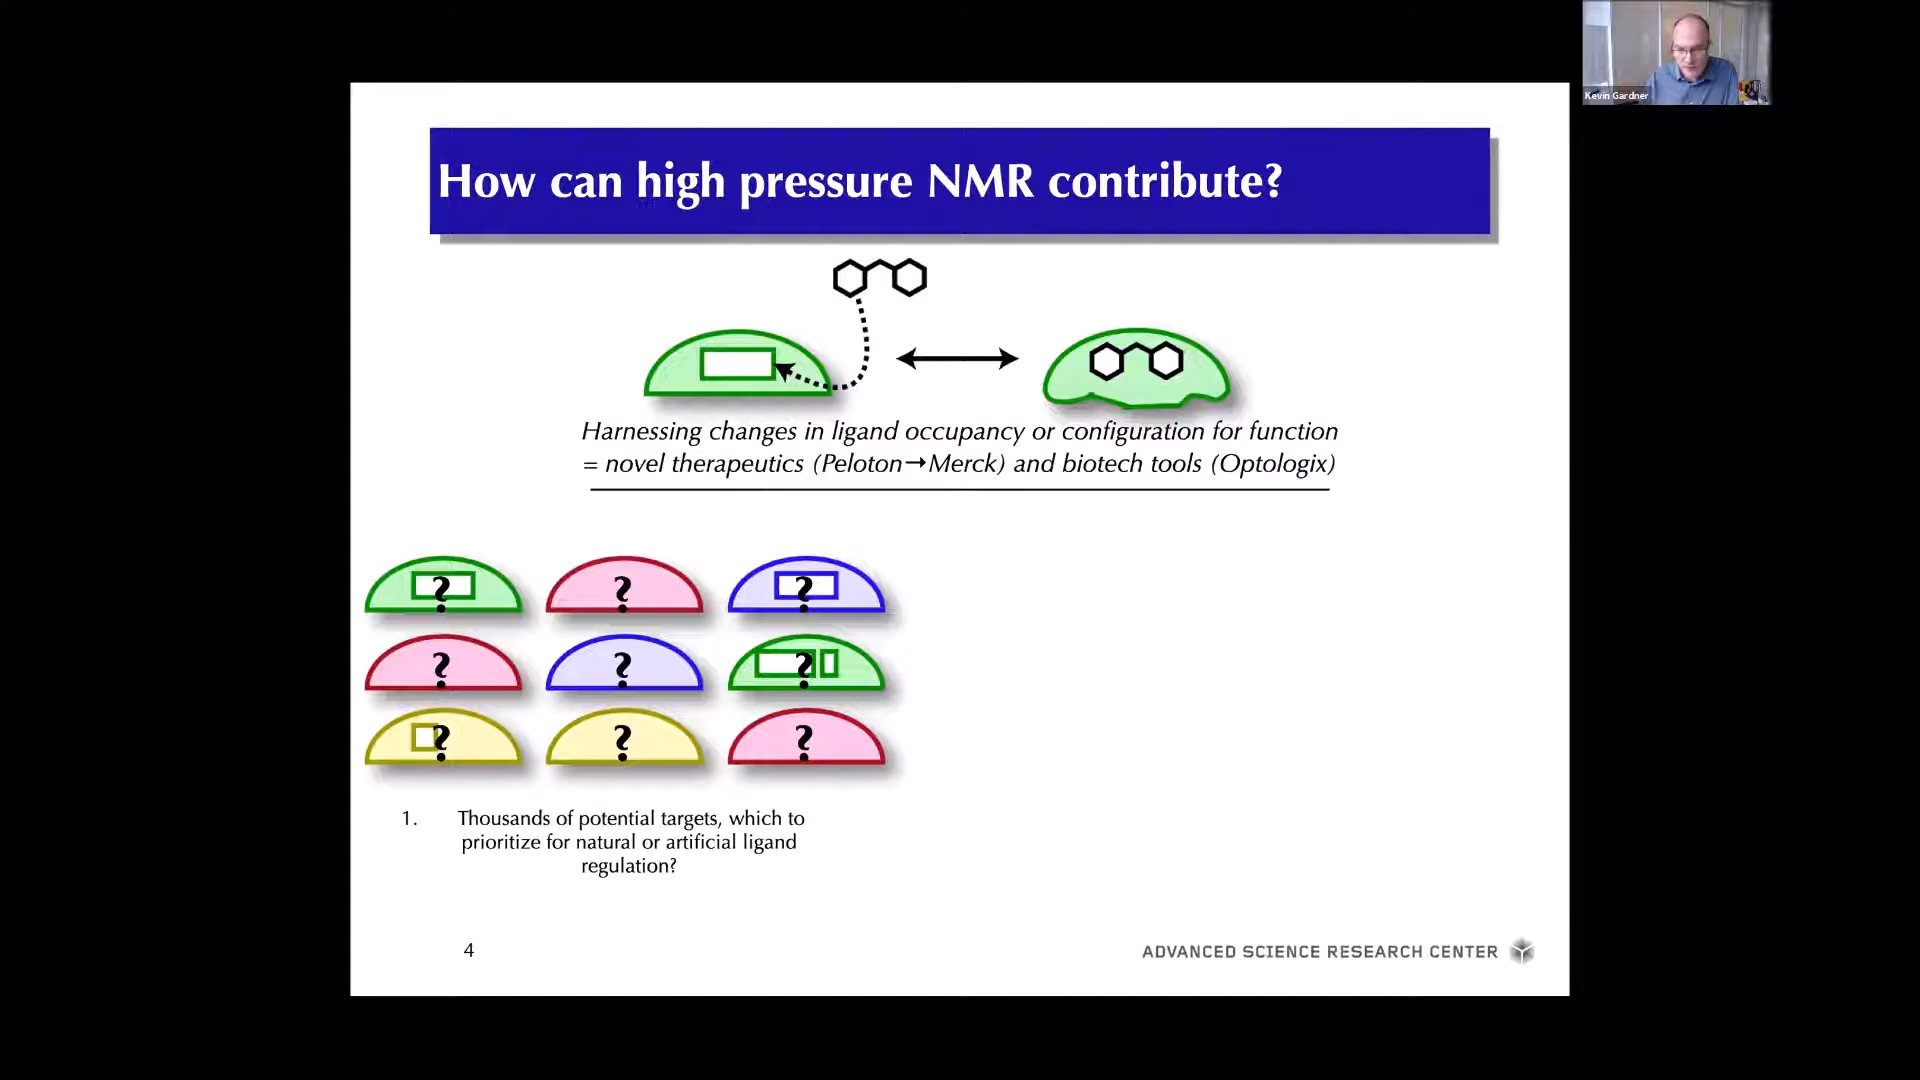 Kevin Gardner
How can high pressure NMR contribute?
Harnessing changes in ligand occupancy or configuration for function
= novel therapeutics (Peloton→Merck) and biotech tools (Optologix)
? ? ?
? ? ?
? ? ?
1. Thousands of potential targets, which to
prioritize for natural or artificial ligand
regulation?
4
ADVANCED SCIENCE RESEARCH CENTER